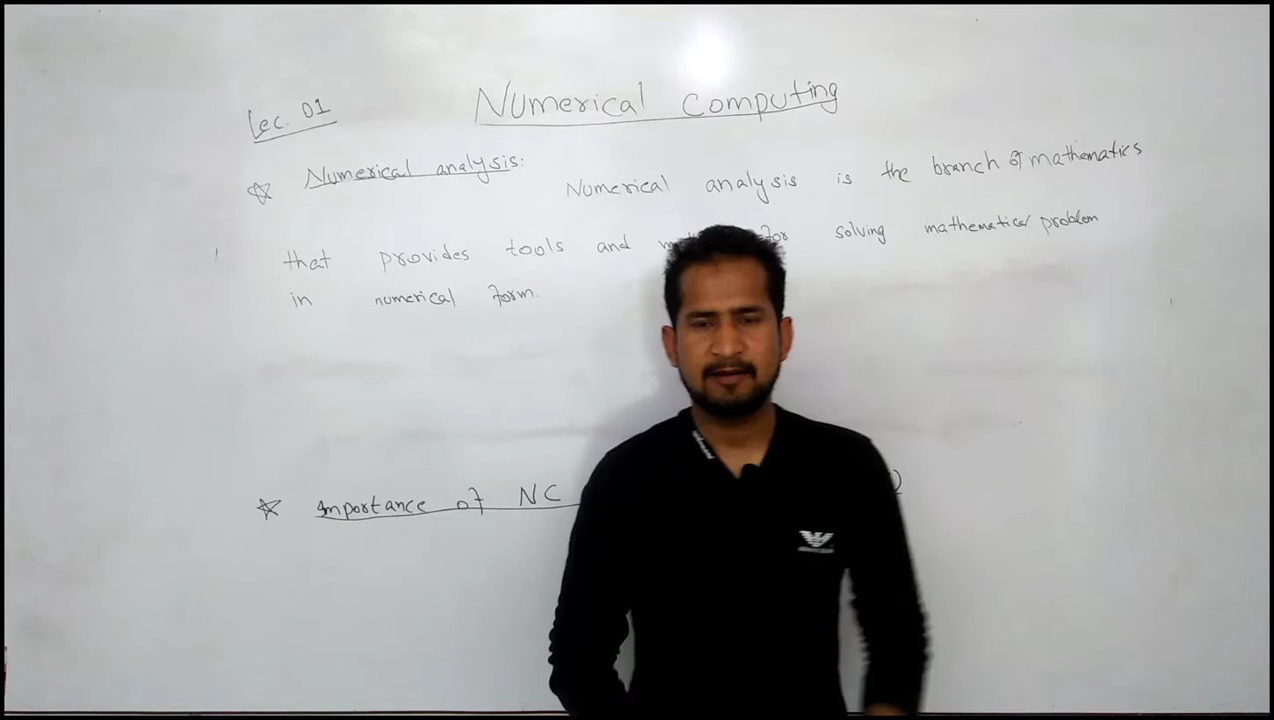 Lec. 01
Numerical computing
Numerical analysis:
Numerical analysis is the branch of mathematics
that provides tools and for solving mathematical problem
in numerical form.
Importance of NC